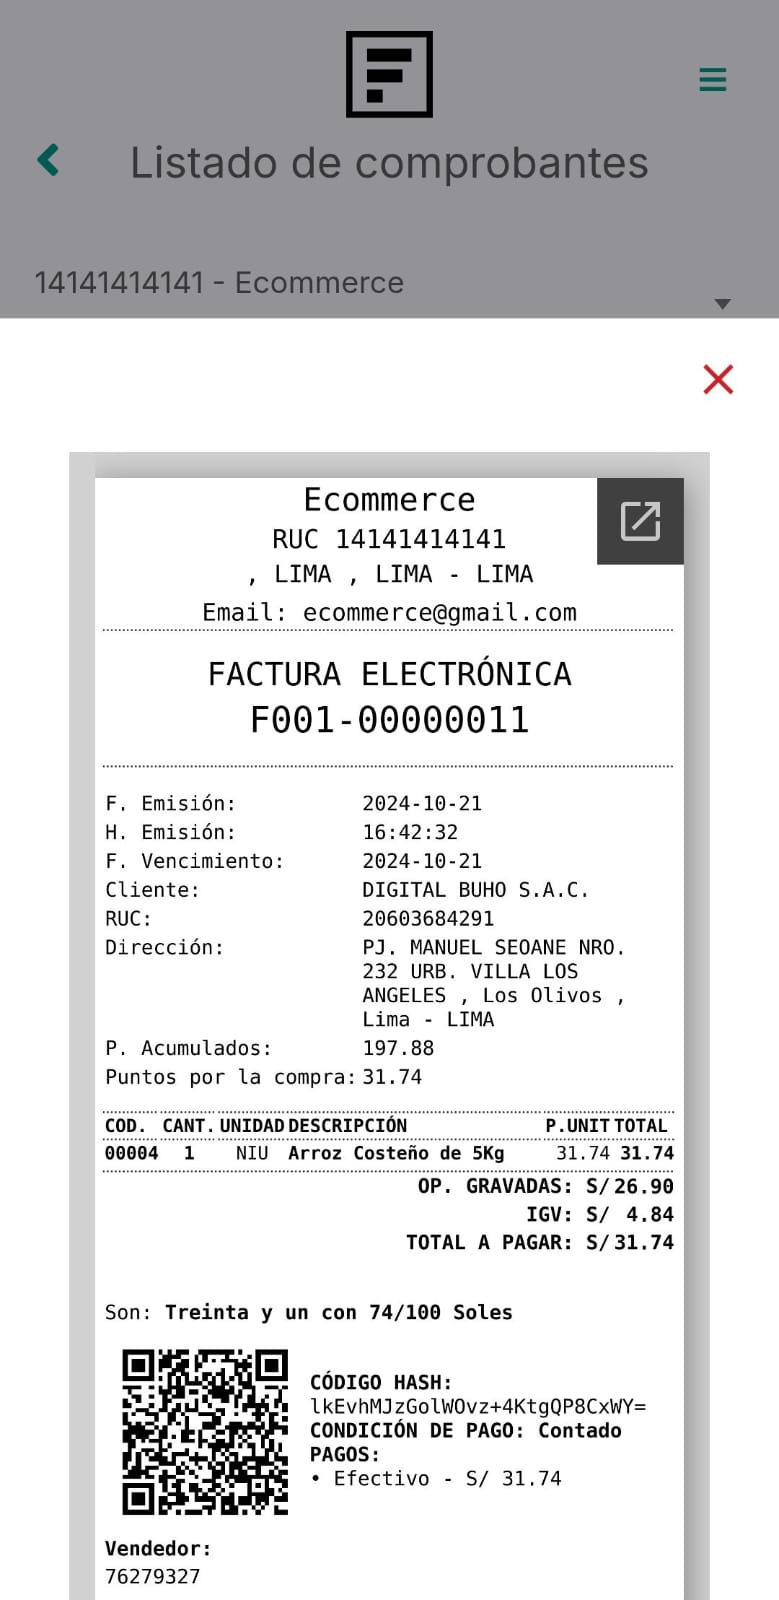 Listado de comprobantes
14141414141 - Ecommerce
Ecommerce
RUC 14141414141
, LIMA , LIMA - LIMA
Email: ecommerce@gmail.com
FACTURA ELECTRÓNICA
F001-00000011
F. Emisión: 2024-10-21
H. Emisión: 16:42:32
F. Vencimiento: 2024-10-21
Cliente: DIGITAL BUHO S.A.C.
RUC: 20603684291
Dirección: PJ. MANUEL SEOANE NRO.
232 URB. VILLA LOS
ANGELES , Los Olivos ,
Lima - LIMA
P. Acumulados: 197.88
Puntos por la compra: 31.74
COD. CANT. UNIDAD DESCRIPCIÓN P.UNIT TOTAL
00004 1 NIU Arroz Costeño de 5Kg 31.74 31.74
OP. GRAVADAS: S/ 26.90
IGV: S/ 4.84
TOTAL A PAGAR: S/ 31.74
Son: Treinta y un con 74/100 Soles
CÓDIGO HASH:
lkEvhMJzGolWOvz+4KtgQP8CxWY=
CONDICIÓN DE PAGO: Contado
PAGOS:
• Efectivo - S/ 31.74
Vendedor:
76279327